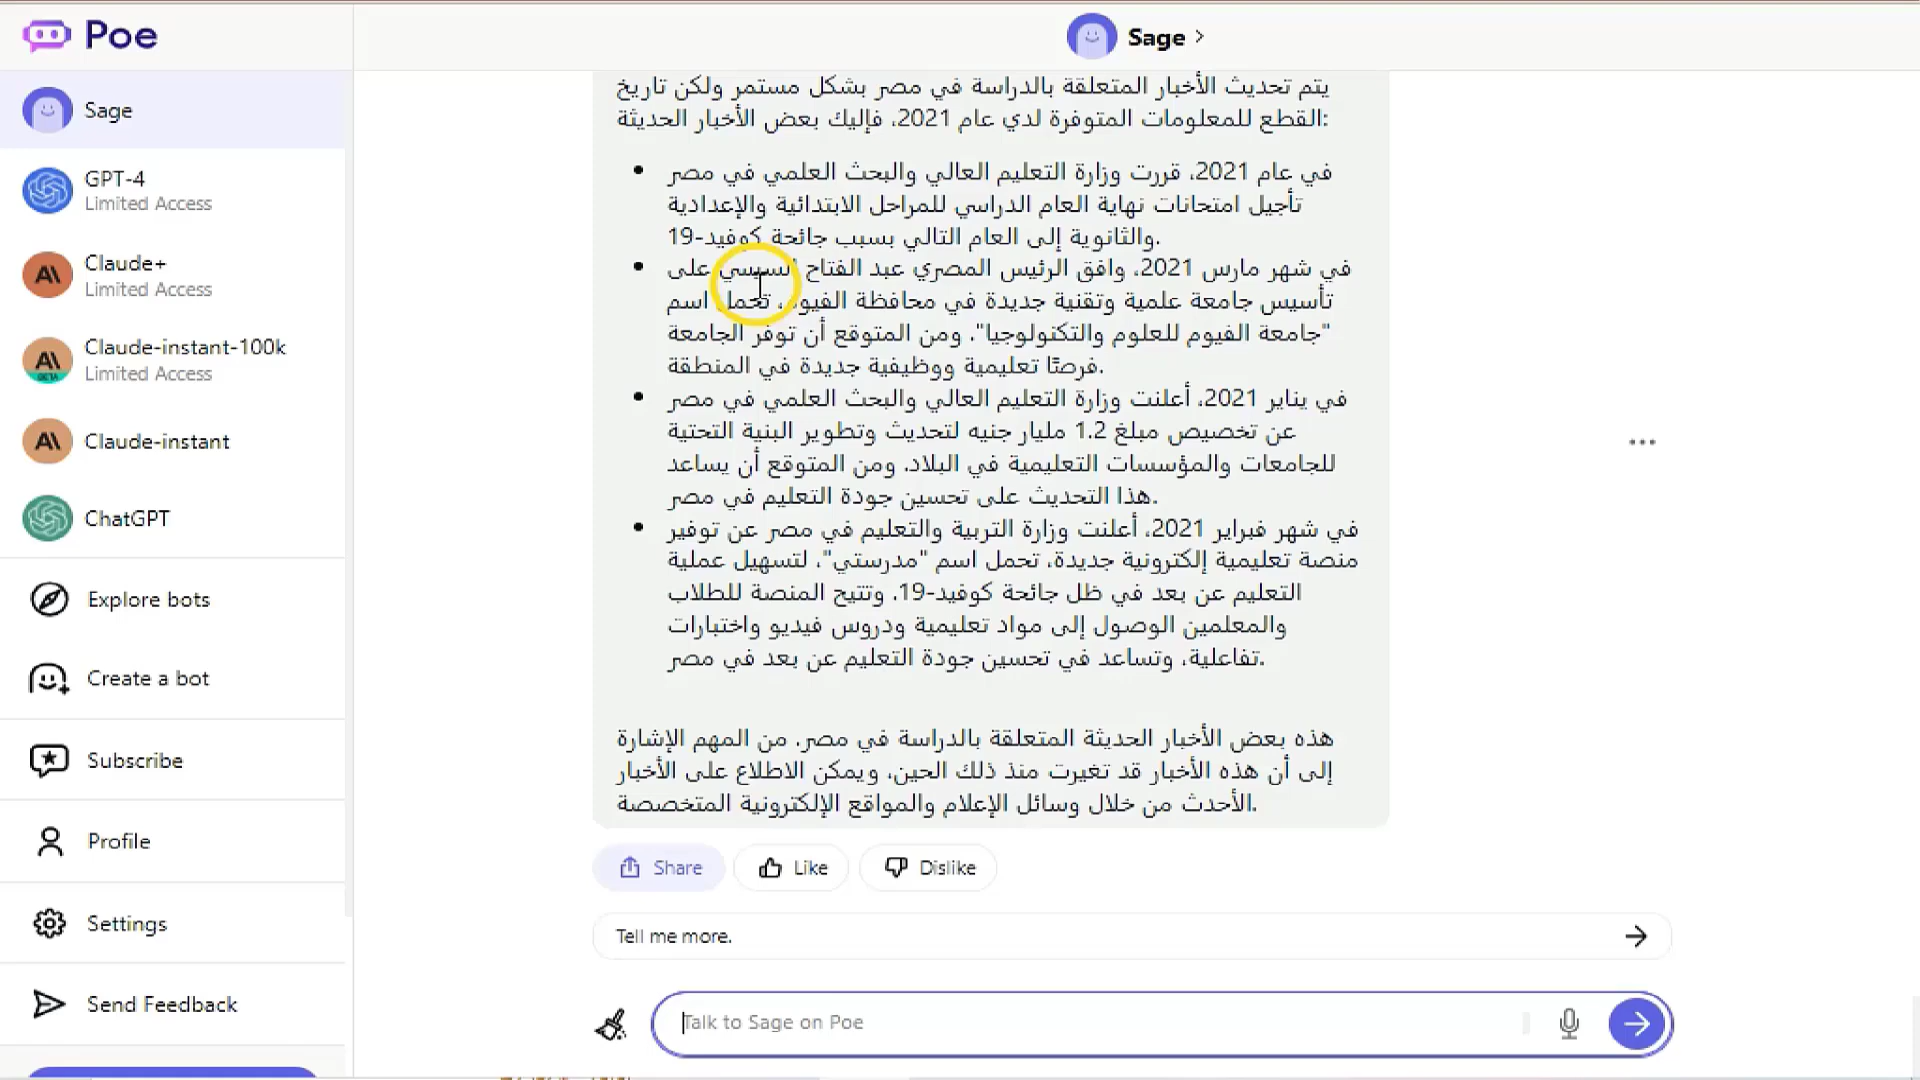 Poe
Sage
Sage
GPT-4
Limited Access
Claude+
Limited Access
Claude-instant-100k
Limited Access
Claude-instant
ChatGPT
Explore bots
Create a bot
Subscribe
Profile
Settings
Send Feedback
يتم تحديث الأخبار المتعلقة بالدراسة في مصر بشكل مستمر ولكن تاريخ
القطع للمعلومات المتوفرة لدي عام 2021، فإليك بعض الأخبار الحديثة:
في عام 2021، قررت وزارة التعليم العالي والبحث العلمي في مصر
تأجيل امتحانات نهاية العام الدراسي للمراحل الابتدائية والإعدادية
والثانوية إلى العام التالي بسبب جائحة كوفيد-19.
في شهر مارس 2021، وافق الرئيس المصري عبد الفتاح السيسي على
تأسيس جامعة علمية وتقنية جديدة في محافظة الفيوم، تحمل اسم
"جامعة الفيوم للعلوم والتكنولوجيا"، ومن المتوقع أن توفر الجامعة
فرصًا تعليمية ووظيفية جديدة في المنطقة.
في يناير 2021، أعلنت وزارة التعليم العالي والبحث العلمي في مصر
عن تخصيص مبلغ 1.2 مليار جنيه لتحديث وتطوير البنية التحتية
للجامعات والمؤسسات التعليمية في البلاد، ومن المتوقع أن يساعد
هذا التحديث على تحسين جودة التعليم في مصر.
في شهر فبراير 2021، أعلنت وزارة التربية والتعليم في مصر عن توفير
منصة تعليمية إلكترونية جديدة، تحمل اسم "مدرستي"، لتسهيل عملية
التعليم عن بعد في ظل جائحة كوفيد-19، وتتيح المنصة للطلاب
والمعلمين الوصول إلى مواد تعليمية ودروس فيديو واختبارات
تفاعلية، وتساعد في تحسين جودة التعليم عن بعد في مصر.
هذه بعض الأخبار الحديثة المتعلقة بالدراسة في مصر، من المهم الإشارة
إلى أن هذه الأخبار قد تغيرت منذ ذلك الحين، ويمكن الاطلاع على الأخبار
الأحدث من خلال وسائل الإعلام والمواقع الإلكترونية المتخصصة.
Share
Like
Dislike
Tell me more.
Talk to Sage on Poe